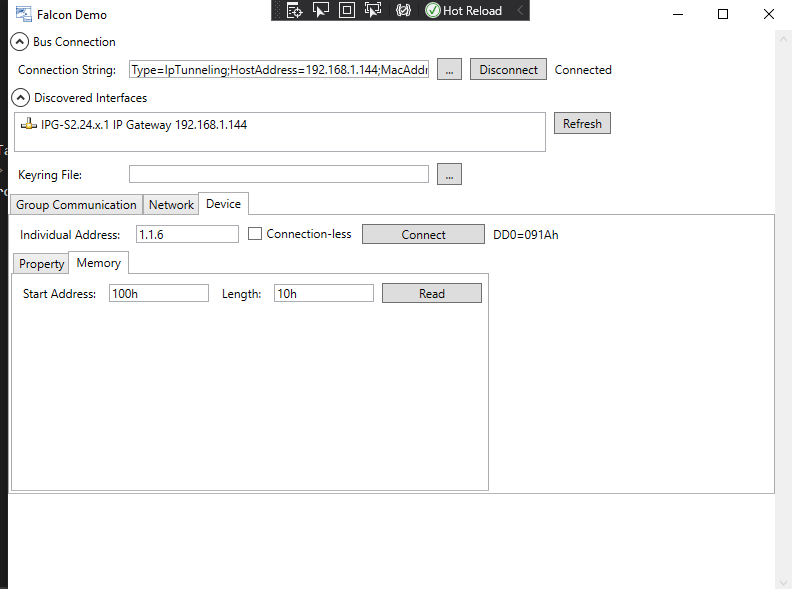 Falcon Demo
Hot Reload
Bus Connection
Connection String: Type=IpTunneling;HostAddress=192.168.1.144;MacAddr ... Disconnect Connected
Discovered Interfaces
IPG-S2.24.x.1 IP Gateway 192.168.1.144
Refresh
Keyring File: ...
Group Communication Network Device
Individual Address: 1.1.6 Connection-less Connect DD0=091Ah
Property Memory
Start Address: 100h Length: 10h Read